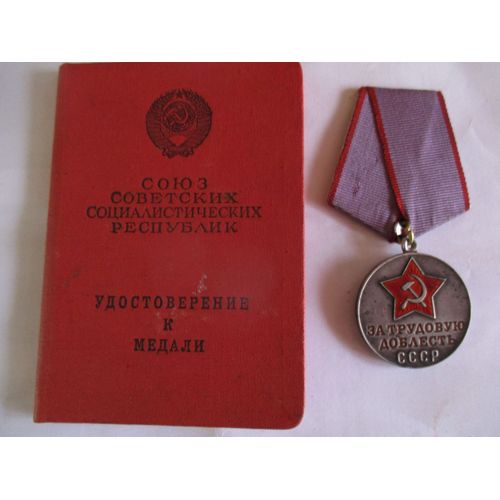 СОЮЗ
СОВЕТСКИХ
СОЦИАЛИСТИЧЕСКИХ
РЕСПУБЛИК
УДОСТОВЕРЕНИЕ
К
МЕДАЛИ
ЗА ТРУДОВУЮ
ДОБЛЕСТЬ
СССР